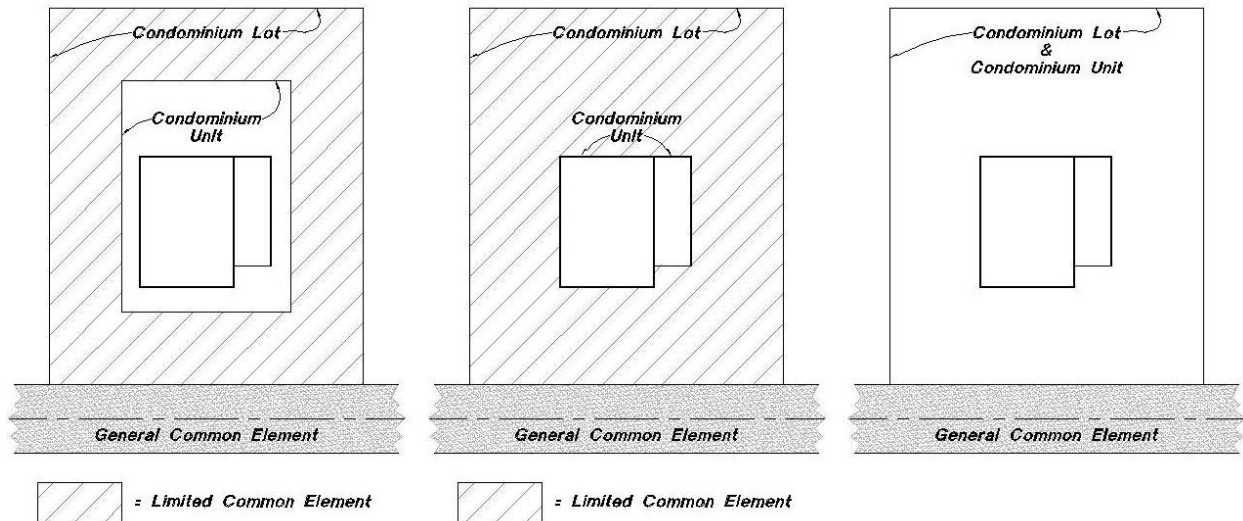 Condominium Lot
Condominium
Unit
General Common Element
= Limited Common Element
Condominium Lot
Condominium
Unit
General Common Element
= Limited Common Element
Condominium Lot
&
Condominium Unit
General Common Element